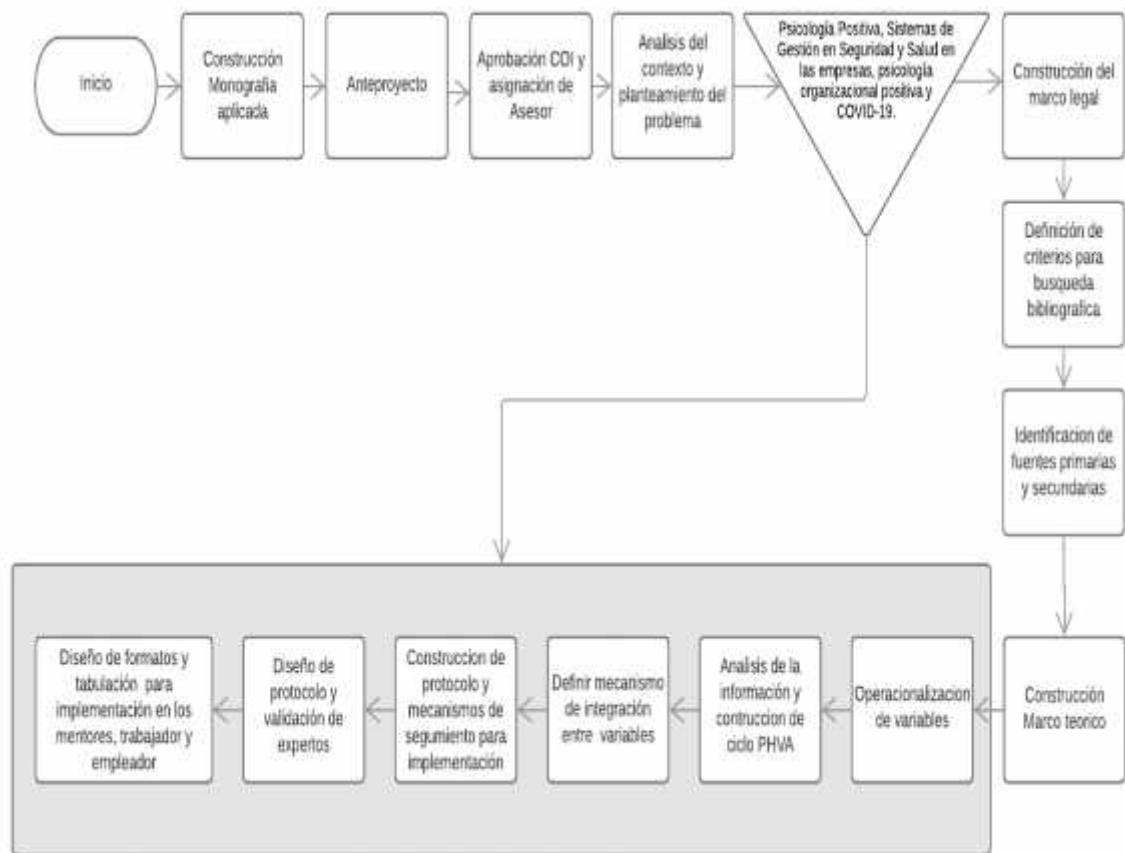 Inicio
Construcción
Monografía
aplicada
Anteproyecto
Aprobación COI y
asignación de
Asesor
Analisis del
contexto y
planteamiento del
problema
Psicología Positiva, Sistemas de
Gestión en Seguridad y Salud en
las empresas, psicología
organizacional positiva y
COVID-19.
Construcción del
marco legal
Definición de
criterios para
busqueda
bibliografica
Identificacion de
fuentes primarias
y secundarias
Construcción
Marco teorico
Operacionalizacion
de variables
Analisis de la
información y
contruccion de
ciclo PHVA
Definir mecanismo
de integración
entre variables
Construccion de
protocolo y
mecanismos de
segumiento para
implementación
Diseño de
protocolo y
validación de
expertos
Diseño de formatos y
tabulación para
implementación en los
mentores, trabajador y
empleador